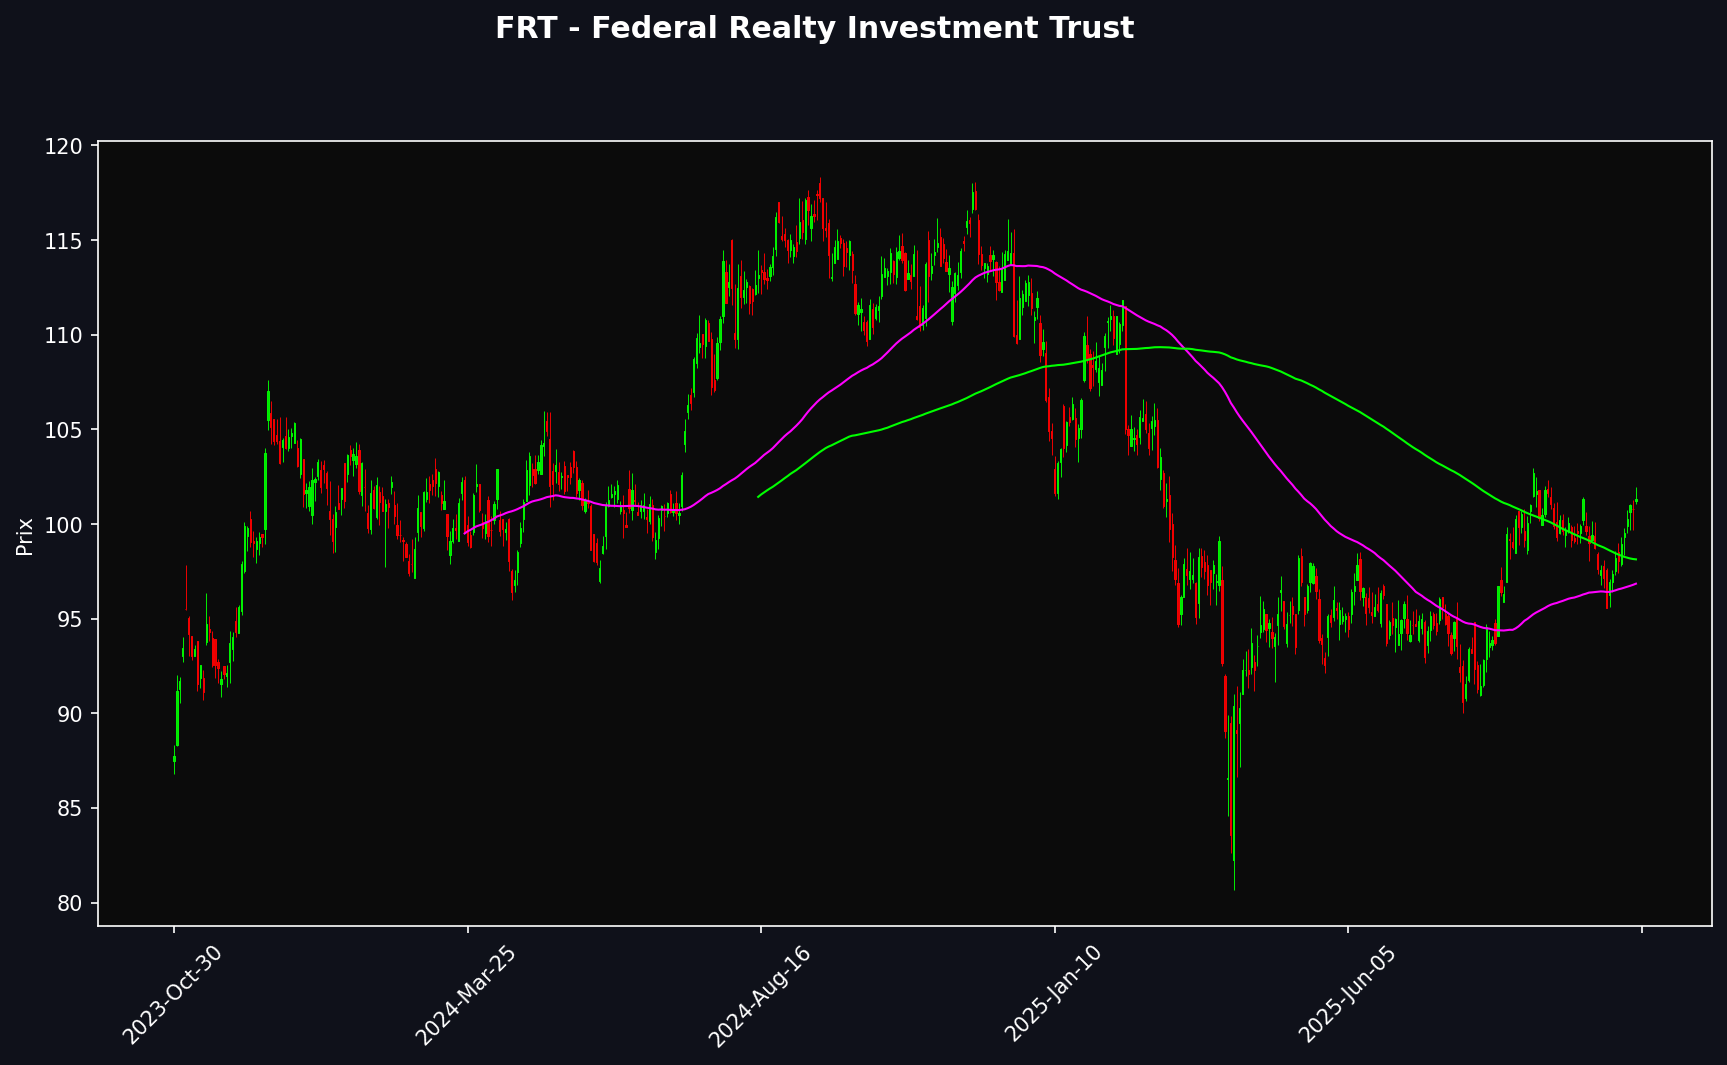 FRT - Federal Realty Investment Trust
120
115
110
105
100
95
90
85
80
Prix
2023-Oct-30
2024-Mar-25
2024-Aug-16
2025-Jan-10
2025-Jun-05